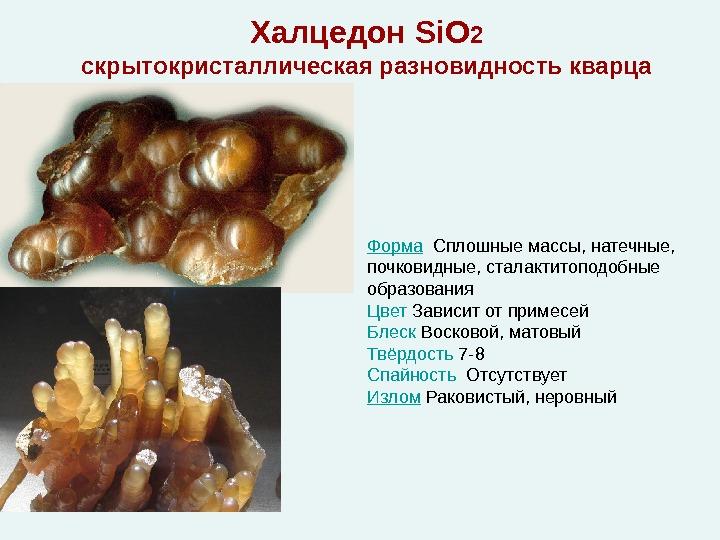 Халцедон SiO2
скрытокристаллическая разновидность кварца
Форма Сплошные массы, натечные,
почковидные, сталактитоподобные
образования
Цвет Зависит от примесей
Блеск Восковой, матовый
Твёрдость 7-8
Спайность Отсутствует
Излом Раковистый, неровный